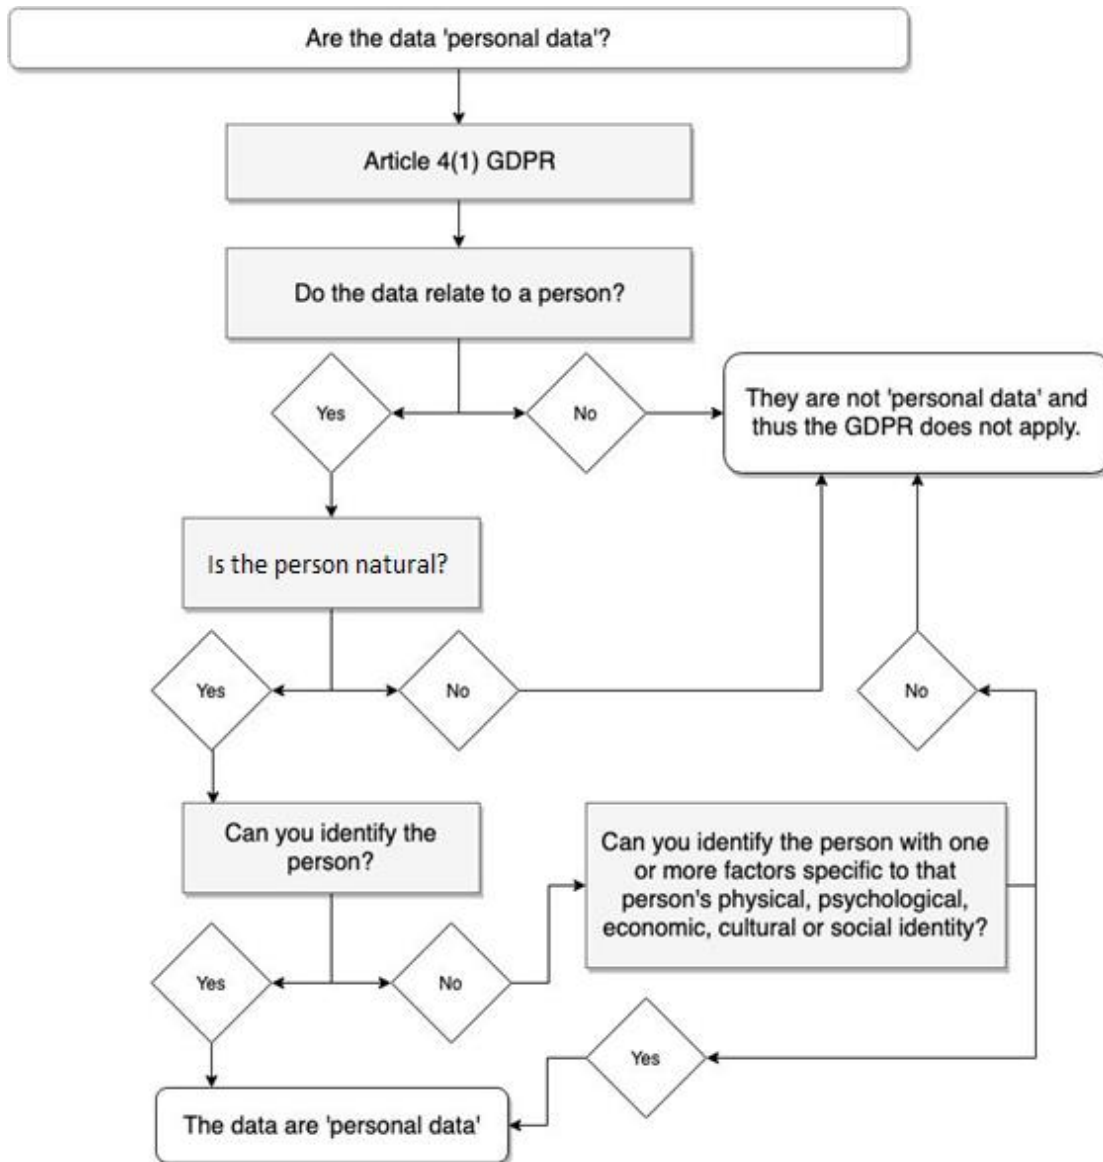 Are the data 'personal data'?
Article 4(1) GDPR
Do the data relate to a person?
Yes
No
They are not 'personal data' and
thus the GDPR does not apply.
Is the person natural?
Yes
No
No
Can you identify the
person?
Can you identify the person with one
or more factors specific to that
person's physical, psychological,
economic, cultural or social identity?
Yes
No
Yes
The data are 'personal data'